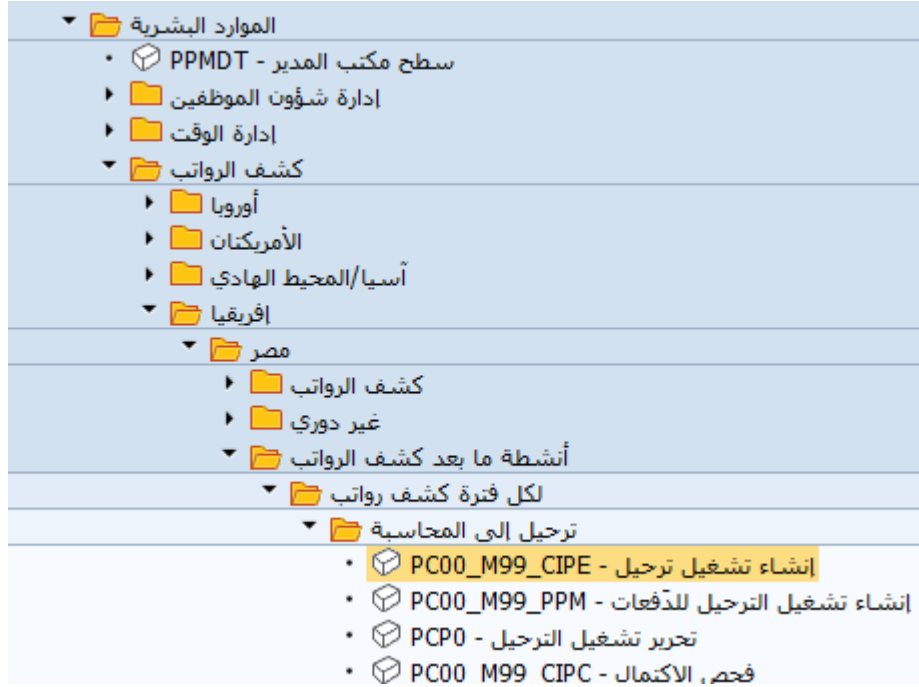 الموارد البشرية
PPMDT - سطح مكتب المدير
إدارة شؤون الموظفين
إدارة الوقت
كشف الرواتب
أوروبا
الأمريكتان
آسيا/المحيط الهادي
إفريقيا
مصر
كشف الرواتب
غير دوري
أنشطة ما بعد كشف الرواتب
لكل فترة كشف رواتب
ترحيل إلى المحاسبة
PC00_M99_CIPE - إنشاء تشغيل ترحيل
PC00_M99_PPM - إنشاء تشغيل الترحيل للدّفعات
PCP0 - تحرير تشغيل الترحيل
PC00_M99_CIPC - فحص الاكتمال